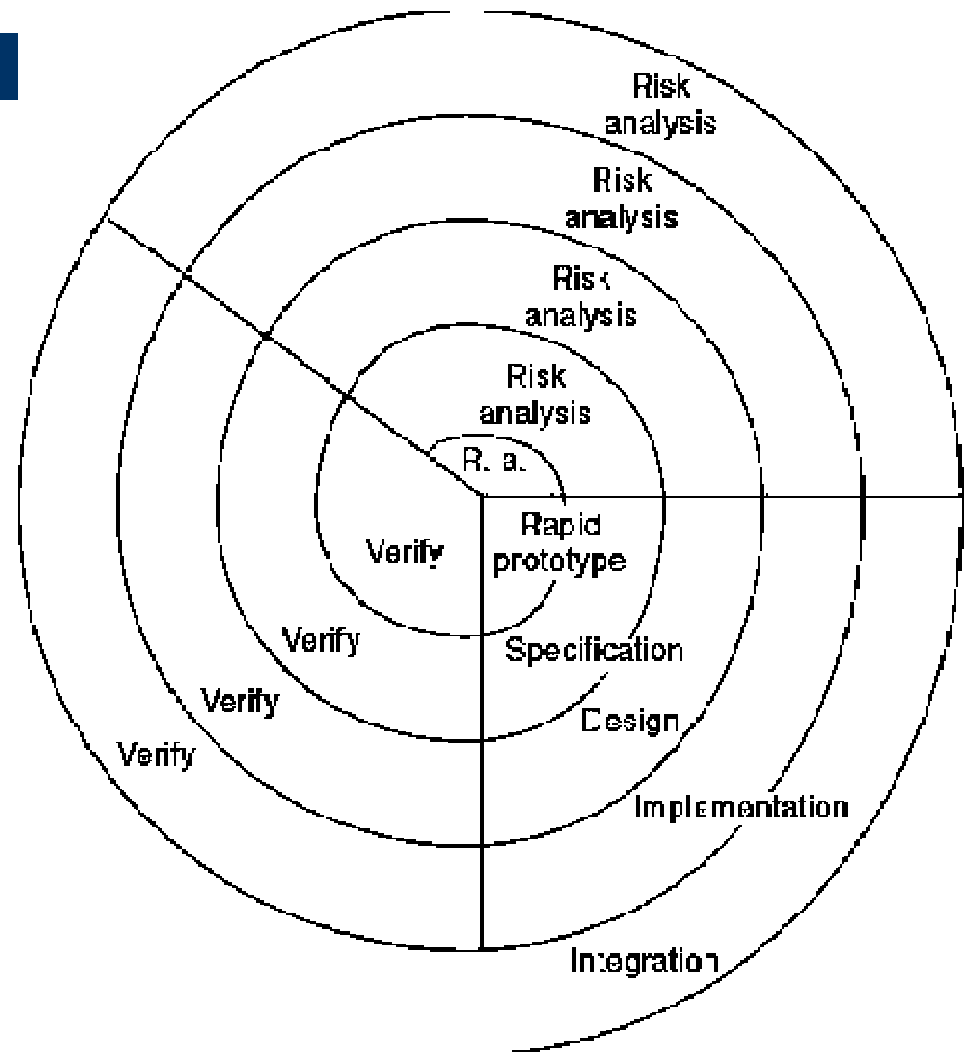 Risk
analysis
Risk
analysis
Risk
analysis
Risk
analysis
R. a.
Rapid
prototype
Verify
Verify
Specification
Verify
Design
Verify
Implementation
Integration